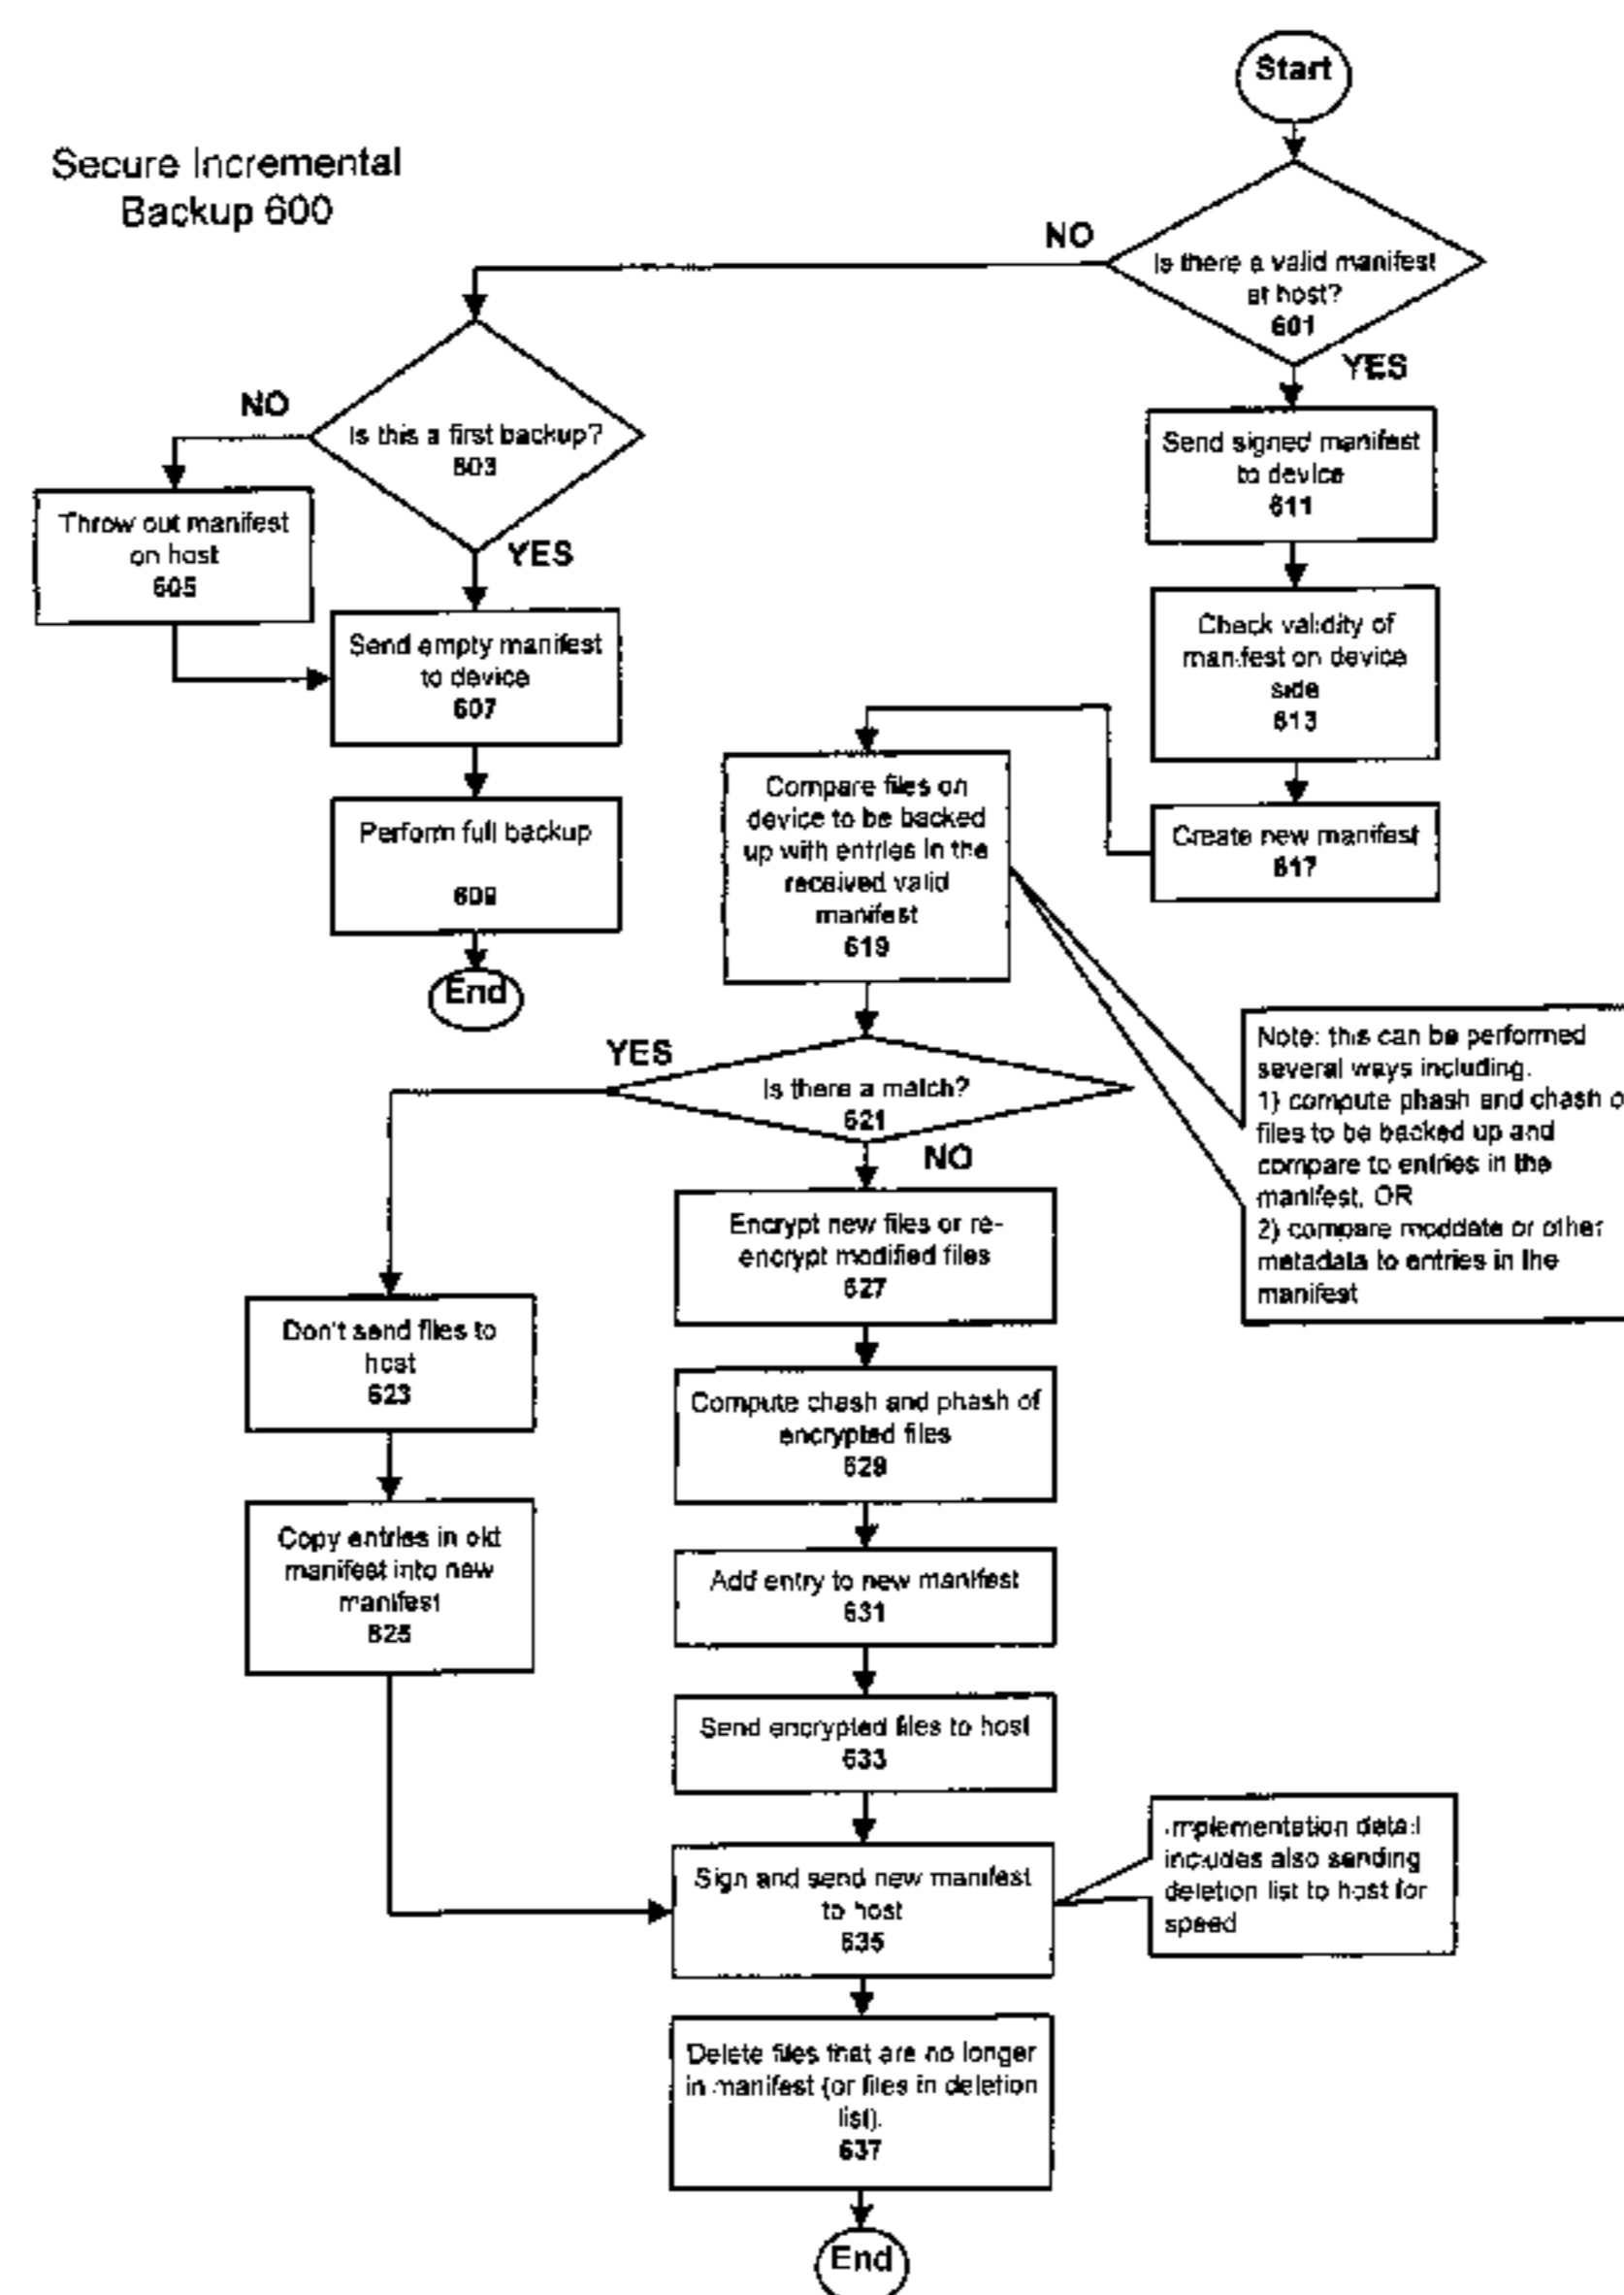 Start
Secure Incremental
Backup 600
NO
Is there a valid manifest
at host?
601
YES
NO
Is this a first backup?
603
YES
Send signed manifest
to device
611
Throw out manifest
on host
605
Send empty manifest
to device
607
Check validity of
manifest on device
side
613
Compare files on
device to be backed
up with entries in the
received valid
manifest
619
Create new manifest
617
Perform full backup
609
End
Note: this can be performed
several ways including.
1) compute phash and chash o
files to be backed up and
compare to entries in the
manifest, OR
2) compare moddate or other
metadata to entries in the
manifest
YES
Is there a match?
621
NO
Encrypt new files or re-
encrypt modified files
627
Don't send files to
host
623
Compute chash and phash of
encrypted files
629
Copy entries in old
manifest into new
manifest
625
Add entry to new manifest
631
Send encrypted files to host
633
Sign and send new manifest
to host
635
Implementation detail
includes also sending
deletion list to host for
speed
Delete files that are no longer
in manifest (or files in deletion
list).
637
End